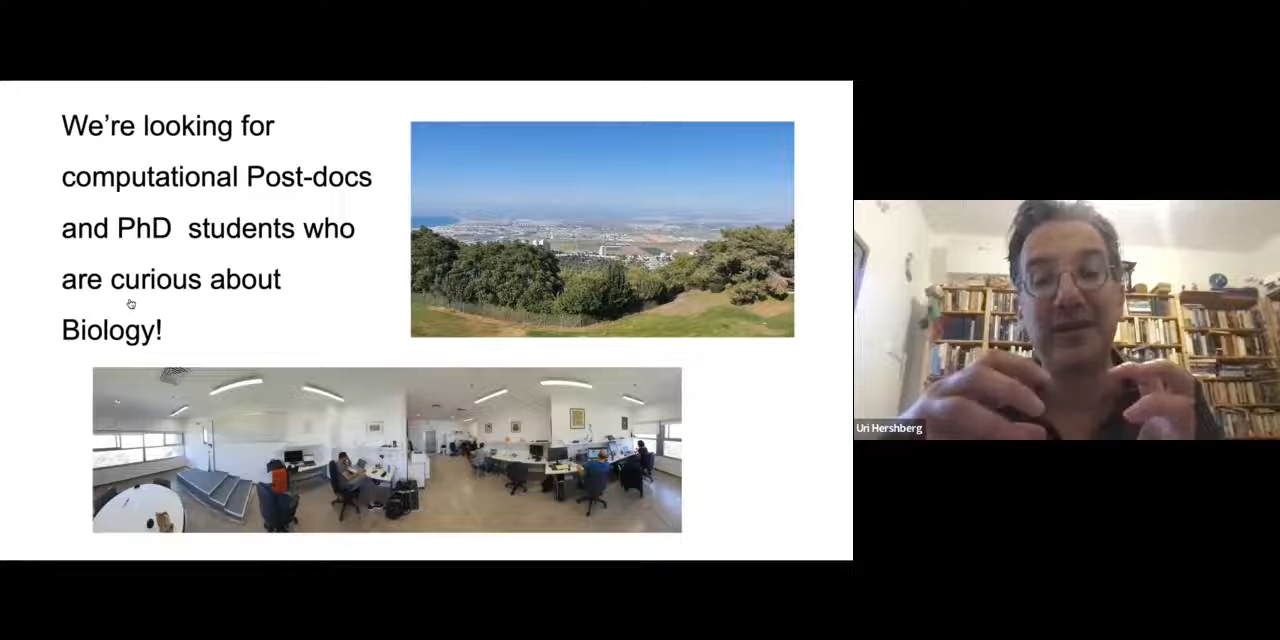 We’re looking for
computational Post-docs
and PhD  students who
are curious about
Biology!
Uri Hershberg